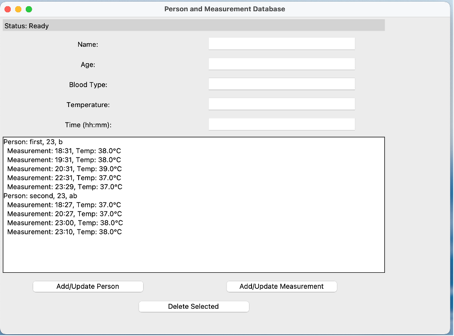 Person and Measurement Database
Status: Ready
Name:
Age:
Blood Type:
Temperature:
Time (hh:mm):
Person: first, 23, b
Measurement: 18:31, Temp: 38.0°C
Measurement: 19:31, Temp: 38.0°C
Measurement: 20:31, Temp: 39.0°C
Measurement: 22:31, Temp: 37.0°C
Measurement: 23:29, Temp: 37.0°C
Person: second, 23, ab
Measurement: 18:27, Temp: 37.0°C
Measurement: 20:27, Temp: 37.0°C
Measurement: 23:00, Temp: 38.0°C
Measurement: 23:10, Temp: 38.0°C
Add/Update Person
Add/Update Measurement
Delete Selected